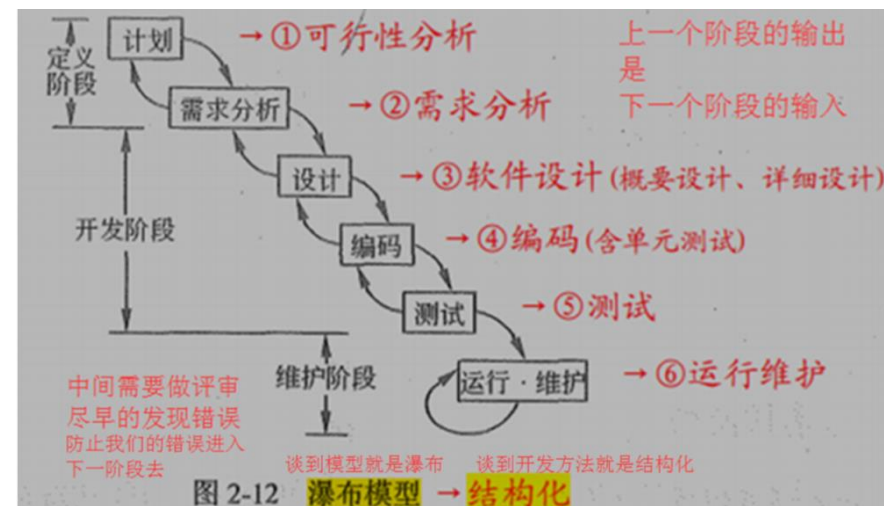 计划
→①可行性分析
上一个阶段的输出
是
下一个阶段的输入
定义
阶段
需求分析
→②需求分析
设计
→③软件设计(概要设计、详细设计)
开发阶段
编码
→④编码(含单元测试)
测试
→⑤测试
维护阶段
运行·维护
→⑥运行维护
中间需要做评审
尽早的发现错误
防止我们的错误进入
下一阶段去
谈到模型就是瀑布
谈到开发方法就是结构化
图 2-12 瀑布模型 → 结构化